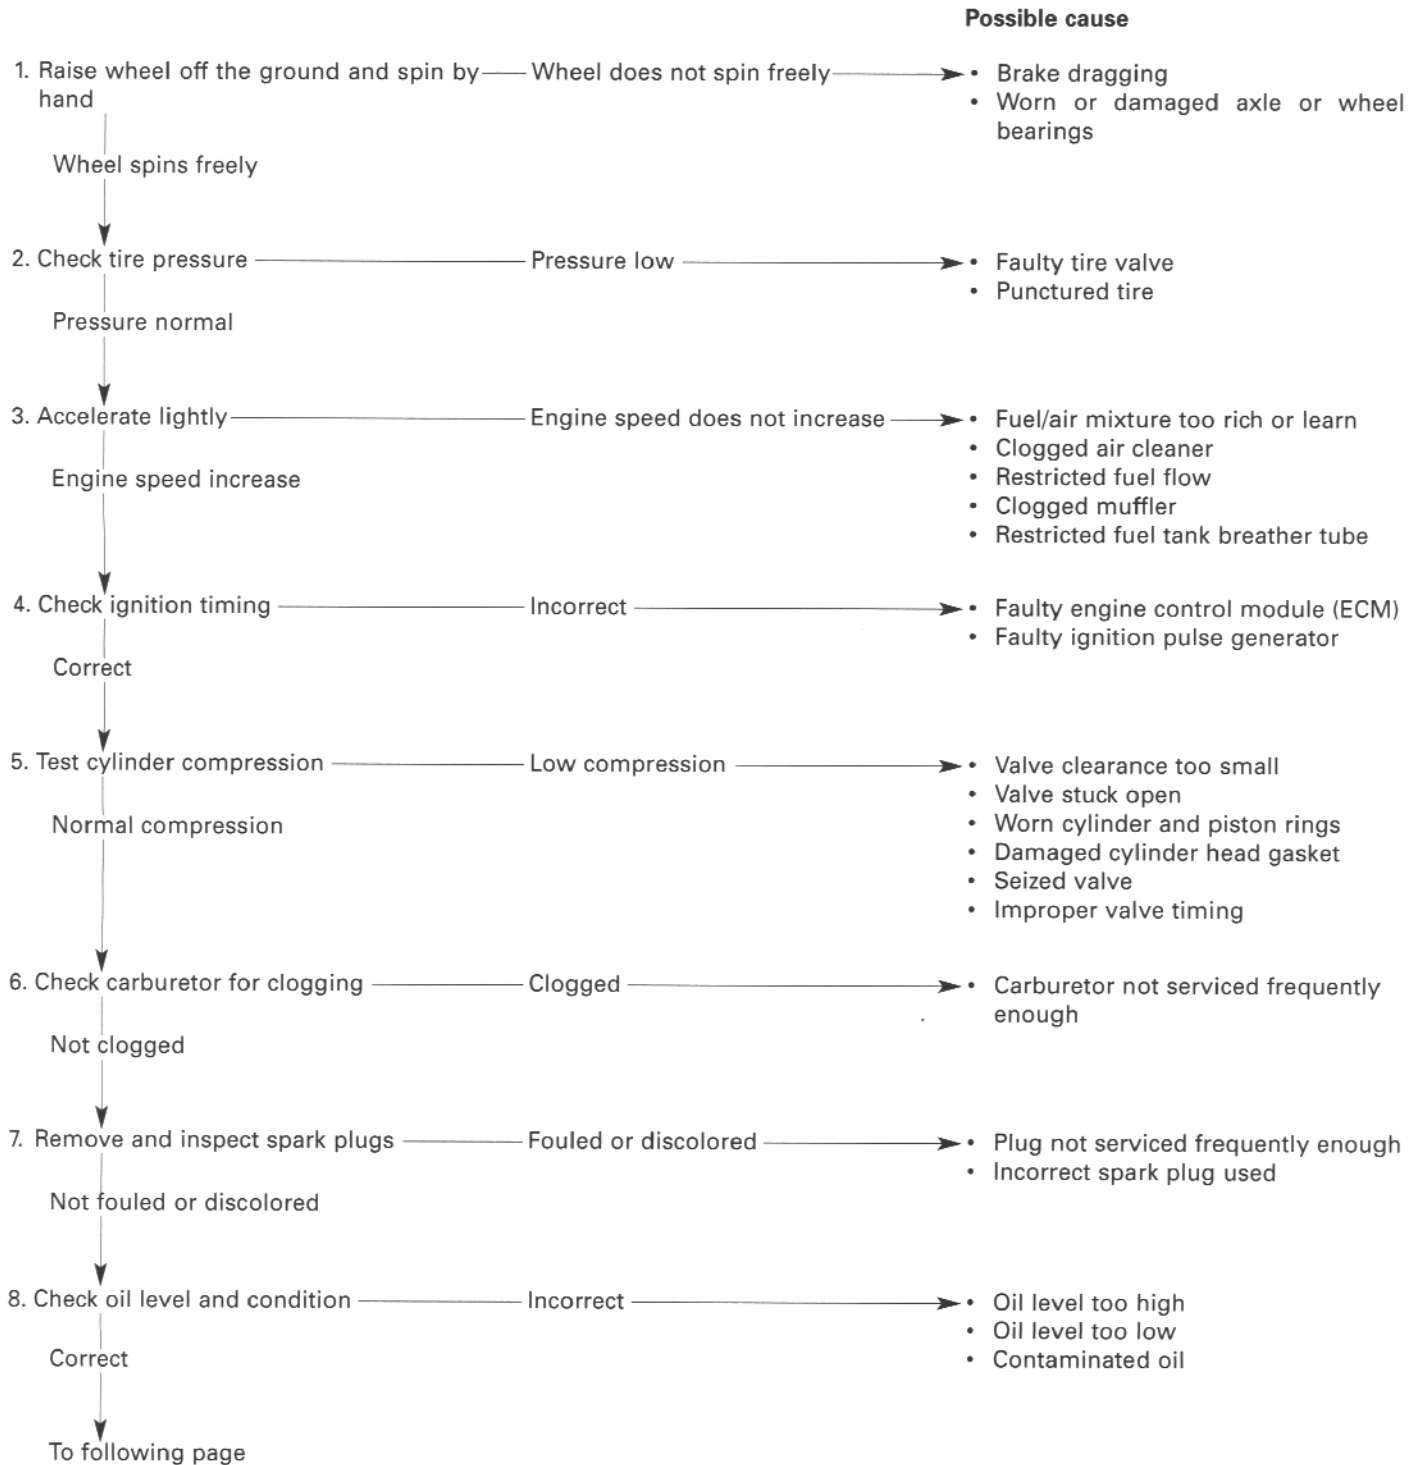 Possible cause
1. Raise wheel off the ground and spin by hand
Wheel does not spin freely
• Brake dragging
• Worn or damaged axle or wheel bearings
Wheel spins freely
2. Check tire pressure
Pressure low
• Faulty tire valve
• Punctured tire
Pressure normal
3. Accelerate lightly
Engine speed does not increase
• Fuel/air mixture too rich or learn
• Clogged air cleaner
• Restricted fuel flow
• Clogged muffler
• Restricted fuel tank breather tube
Engine speed increase
4. Check ignition timing
Incorrect
• Faulty engine control module (ECM)
• Faulty ignition pulse generator
Correct
5. Test cylinder compression
Low compression
• Valve clearance too small
• Valve stuck open
• Worn cylinder and piston rings
• Damaged cylinder head gasket
• Seized valve
• Improper valve timing
Normal compression
6. Check carburetor for clogging
Clogged
• Carburetor not serviced frequently
enough
Not clogged
7. Remove and inspect spark plugs
Fouled or discolored
• Plug not serviced frequently enough
• Incorrect spark plug used
Not fouled or discolored
8. Check oil level and condition
Incorrect
• Oil level too high
• Oil level too low
• Contaminated oil
Correct
To following page